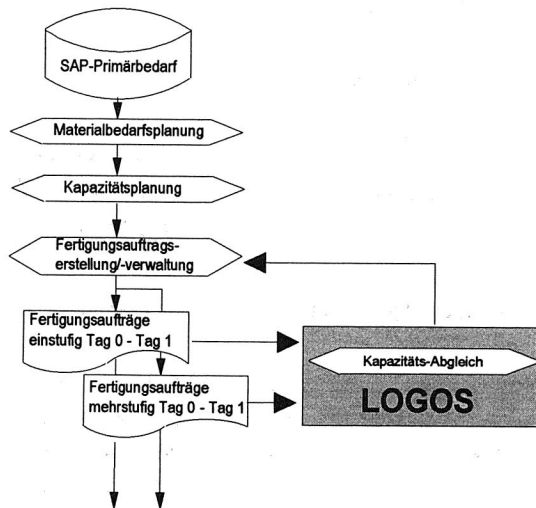 SAP-Primärbedarf
Materialbedarfsplanung
Kapazitätsplanung
Fertigungsauftrags-
erstellung/-verwaltung
Fertigungsaufträge
einstufig Tag 0 - Tag 1
Kapazitäts-Abgleich
LOGOS
Fertigungsaufträge
mehrstufig Tag 0 - Tag 1